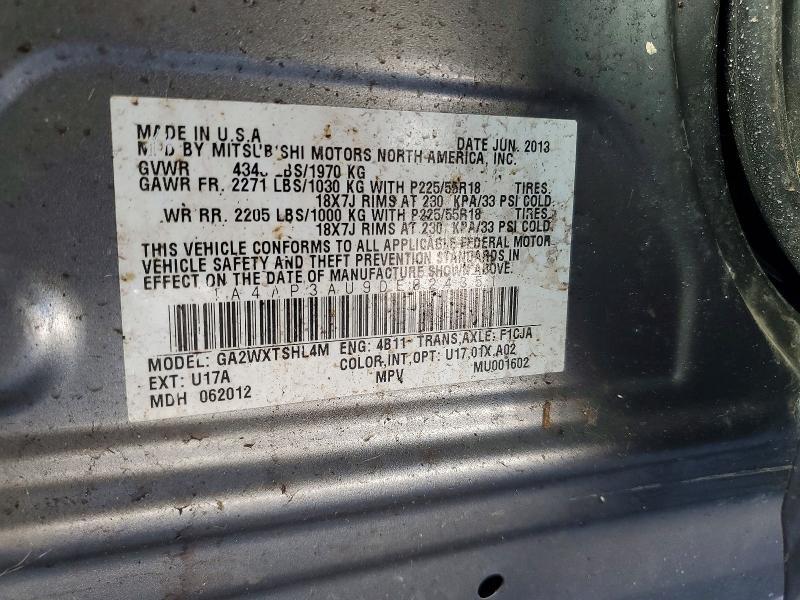 MADE IN U.S.A DATE JUN. 2013
BY MITSUBISHI MOTORS NORTH AMERICA, INC.
GVWR LBS/1970 KG
GAWR FR. 2271 LBS/1030 KG WITH P225/55R18 TIRES.
18X7J RIMS AT 230 KPA/33 PSI COLD.
WR RR. 2205 LBS/1000 KG WITH P225/55R18 TIRES.
18X7J RIMS AT 230 KPA/33 PSI COLD.
THIS VEHICLE CONFORMS TO ALL APPLICABLE FEDERAL MOTOR
VEHICLE SAFETY AND THEFT PREVENTION STANDARDS IN
EFFECT ON THE DATE OF MANUFACTURE SHOWN ABOVE.
MODEL: GA2WXTSHL4M ENG: 4B11 TRANS,AXLE: F1CJA
EXT: U17A COLOR,INT,OPT: U17,01X,A02
MDH 062012 MPV MU001602